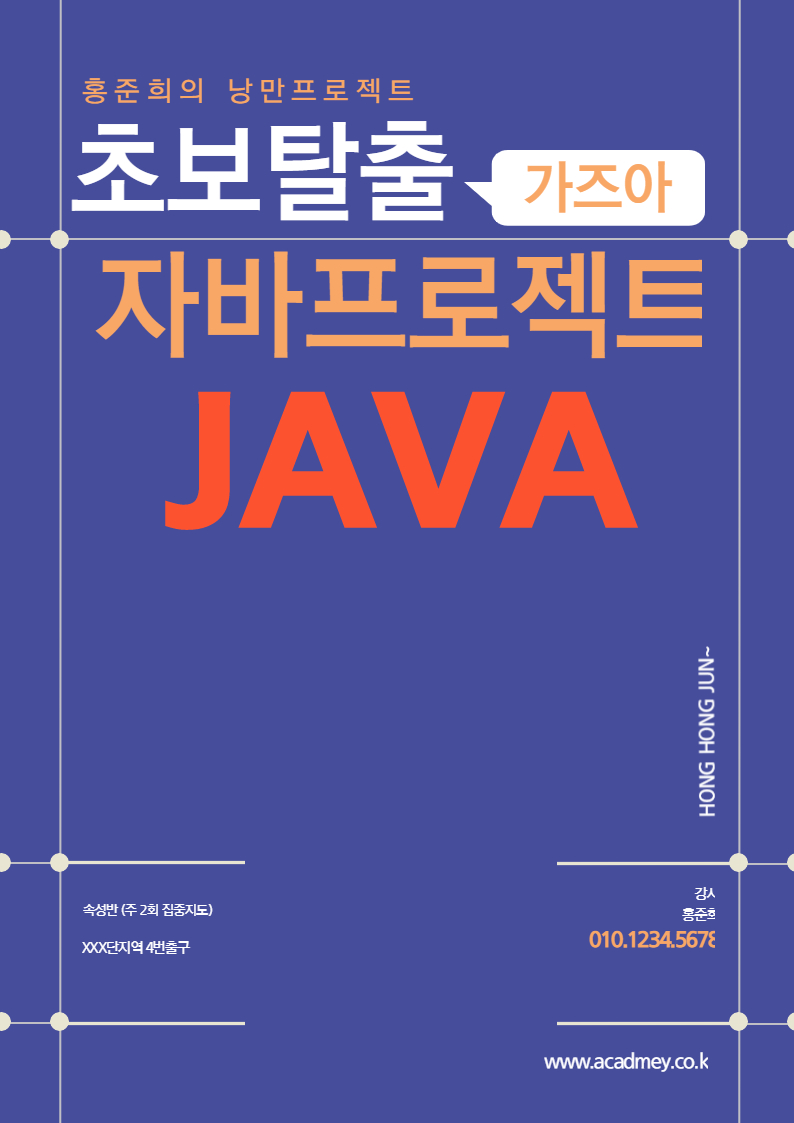 홍준희의 낭만프로젝트
초보탈출
가즈아
자바프로젝트
JAVA
HONG HONG JUN~
속성반 (주 2회 집중지도)
XXX단지역 4번출구
강사
홍준희
010.1234.5678
www.acadmey.co.k